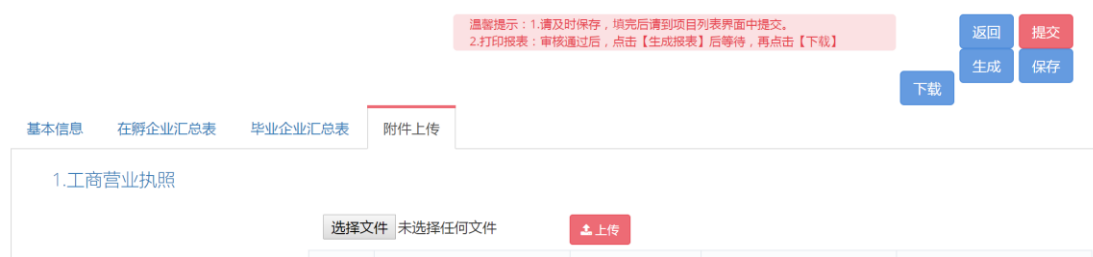 温馨提示：1.请及时保存，填完后请到项目列表界面中提交。
2.打印报表：审核通过后，点击【生成报表】后等待，再点击【下载】
返回 提交
生成 保存
下载
基本信息 在孵企业汇总表 毕业企业汇总表 附件上传
1.工商营业执照
选择文件 未选择任何文件 上传